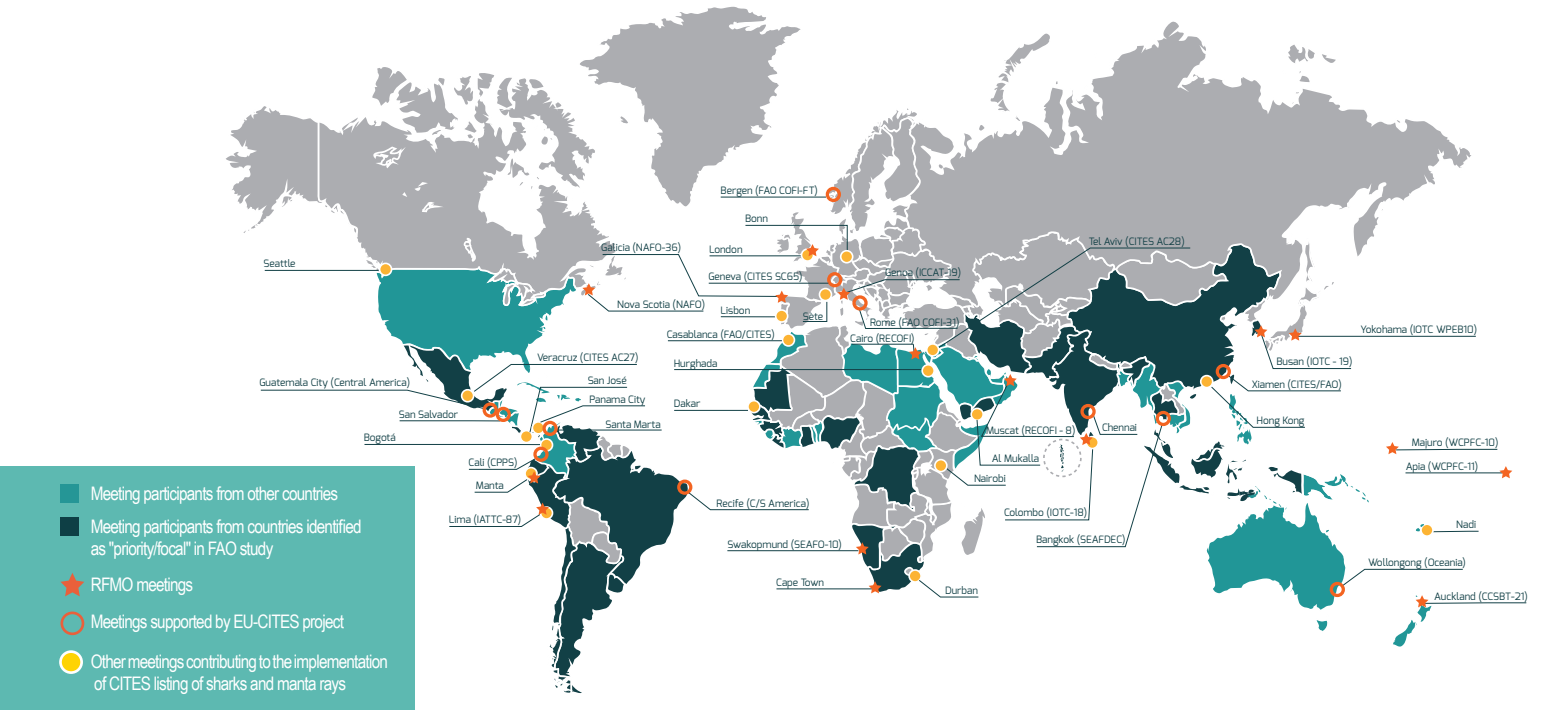 Bergen (FAO COFI-FT)
Bonn
Galicia (NAFO-36)
London
Tel Aviv (CITES AC28)
Seattle
Geneva (CITES SC65)
Genoa (ICCAT-19)
Nova Scotia (NAFO)
Lisbon
Sete
Rome (FAO COFI-31)
Yokohama (IOTC WPEB10)
Casablanca (FAO/CITES)
Cairo (RECOFI)
Veracruz (CITES AC27)
Hurghada
Busan (IOTC - 19)
Guatemala City (Central America)
San José
Xiamen (CITES/FAO)
Panama City
Dakar
San Salvador
Santa Marta
Hong Kong
Muscat (RECOFI - 8)
Chennai
Bogotá
Majuro (WCPFC-10)
Cali (CPPS)
Al Mukalla
Apia (WCPFC-11)
Manta
Nairobi
Recife (C/S America)
Lima (IATTC-87)
Colombo (IOTC-18)
Nadi
Swakopmund (SEAFO-10)
Bangkok (SEAFDEC)
Wollongong (Oceania)
Cape Town
Durban
Auckland (CCSBT-21)
Meeting participants from other countries
Meeting participants from countries identified
as "priority/focal" in FAO study
RFMO meetings
Meetings supported by EU-CITES project
Other meetings contributing to the implementation
of CITES listing of sharks and manta rays